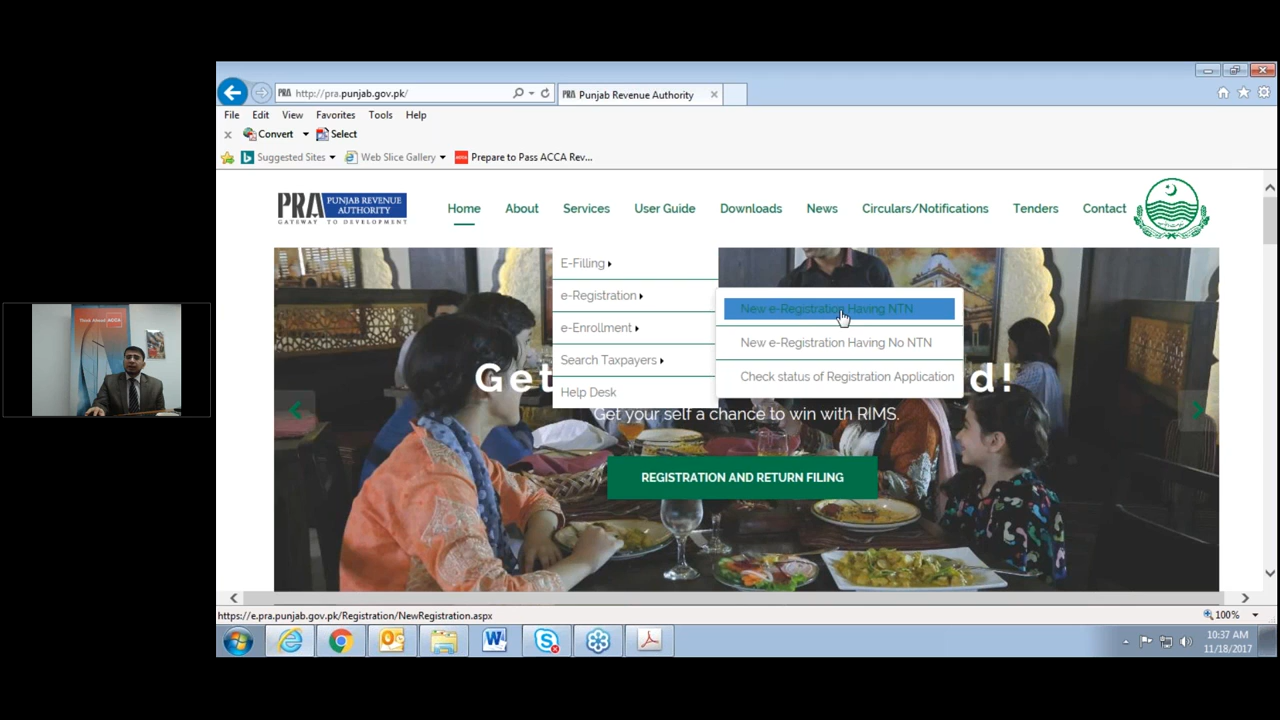 http://pra.punjab.gov.pk/
PRA Punjab Revenue Authority
File Edit View Favorites Tools Help
Convert Select
Suggested Sites Web Slice Gallery Prepare to Pass ACCA Rev...
PRA PUNJAB REVENUE AUTHORITY
GATEWAY TO DEVELOPMENT
Home About Services User Guide Downloads News Circulars/Notifications Tenders Contact
E-Filling
e-Registration
e-Enrollment
Search Taxpayers
Help Desk
New e-Registration Having NTN
New e-Registration Having No NTN
Check status of Registration Application
Get d!
Get your self a chance to win with RIMS.
REGISTRATION AND RETURN FILING
Think Ahead ACCA
https://e.pra.punjab.gov.pk/Registration/NewRegistration.aspx
100%
10:37 AM
11/18/2017